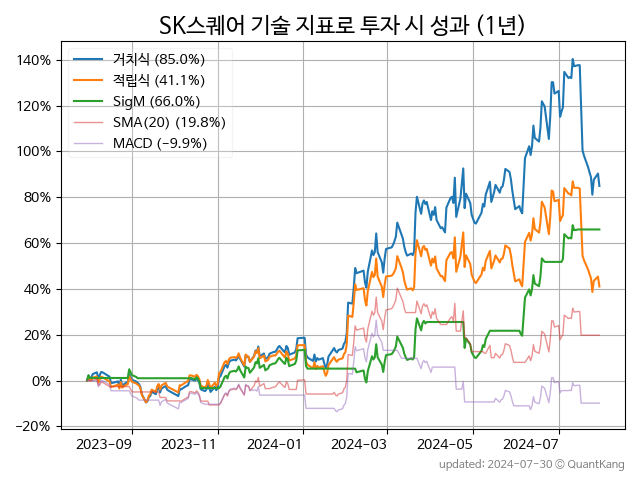 SK스퀘어 기술 지표로 투자 시 성과 (1년)
140%
120%
100%
80%
60%
40%
20%
0%
−20%
거치식 (85.0%)
적립식 (41.1%)
SigM (66.0%)
SMA(20) (19.8%)
MACD (−9.9%)
2023-09 2023-11 2024-01 2024-03 2024-05 2024-07
updated: 2024-07-30 © QuantKang